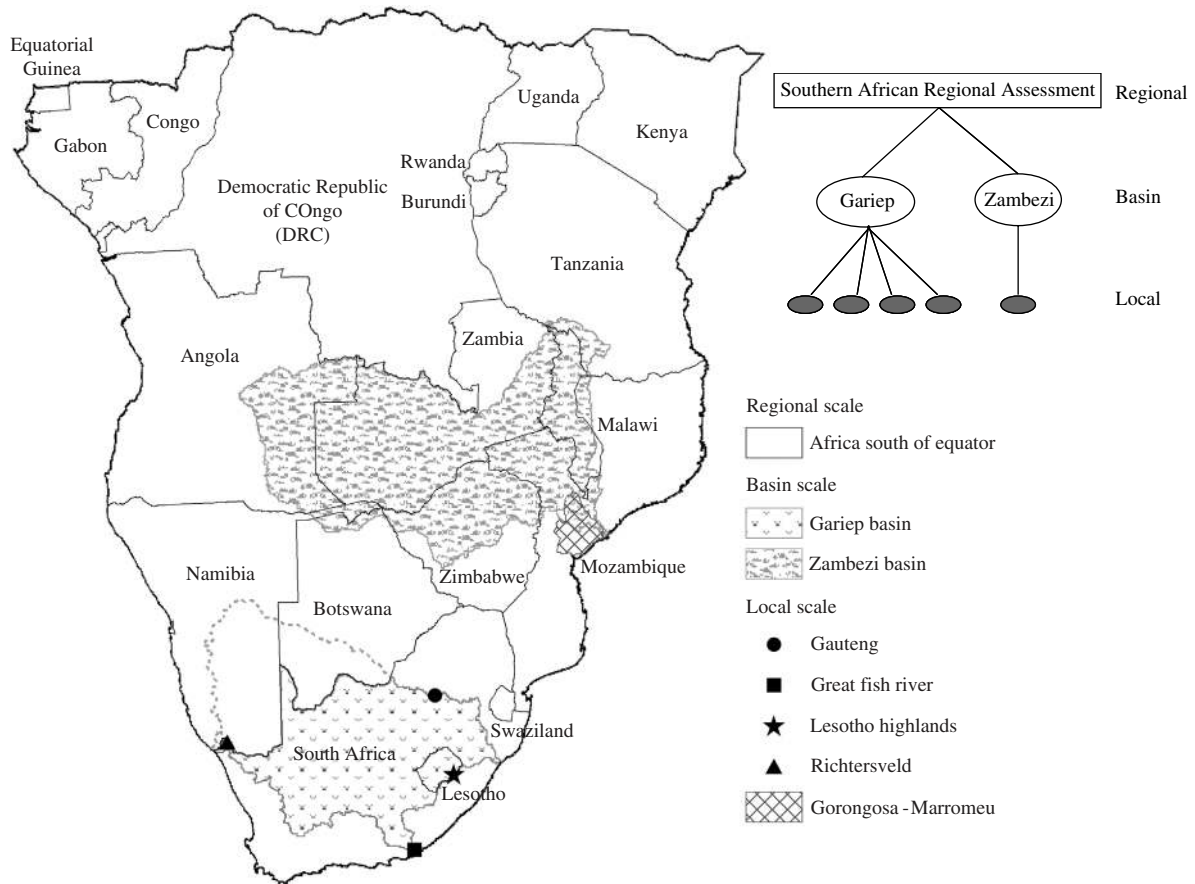 Equatorial
Guinea
Gabon
Congo
Uganda
Kenya
Rwanda
Burundi
Democratic Republic
of COngo
(DRC)
Tanzania
Angola
Zambia
Malawi
Namibia
Zimbabwe
Mozambique
Botswana
Swaziland
South Africa
Lesotho
Southern African Regional Assessment
Regional
Gariep
Zambezi
Basin
Local
Regional scale
Africa south of equator
Basin scale
Gariep basin
Zambezi basin
Local scale
Gauteng
Great fish river
Lesotho highlands
Richtersveld
Gorongosa - Marromeu